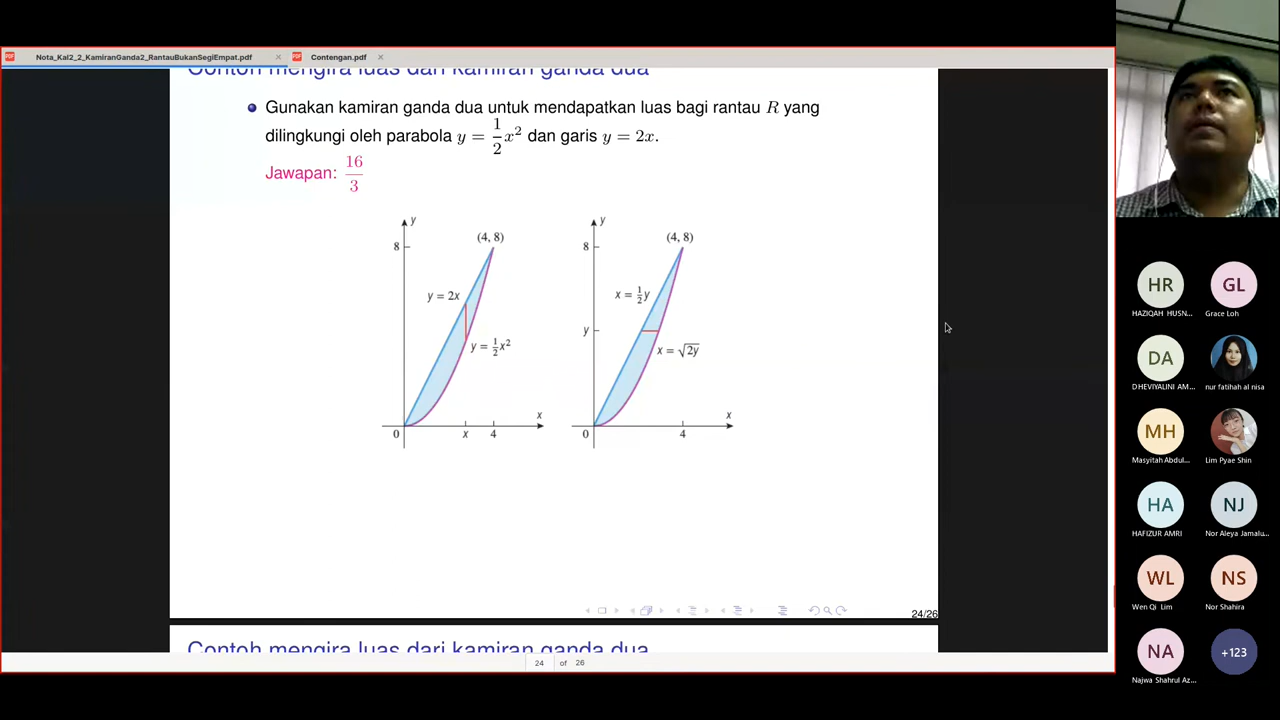 Nota_Kal2_2_KamiranGanda2_RantauBukanSegiEmpat.pdf
Contengan.pdf
Contoh mengira luas dari kamiran ganda dua
Gunakan kamiran ganda dua untuk mendapatkan luas bagi rantau R yang
dilingkungi oleh parabola y = 1/2 x² dan garis y = 2x.
Jawapan: 16/3
y
(4, 8)
8
y = 2x
y = ½x²
x
0
x
4
y
(4, 8)
8
x = ½y
y
x = √2y
x
0
4
24/26
Contoh mengira luas dari kamiran ganda dua
24 of 26
HR
HAZIQAH HUSN...
GL
Grace Loh
DA
DHEVIYALINI AM...
nur fatihah al nisa
MH
Masyitah Abdul...
Lim Pyae Shin
HA
HAFIZUR AMRI
NJ
Nor Aleya Jamalu...
WL
Wen Qi Lim
NS
Nor Shahira
NA
Najwa Shahrul Az...
+123